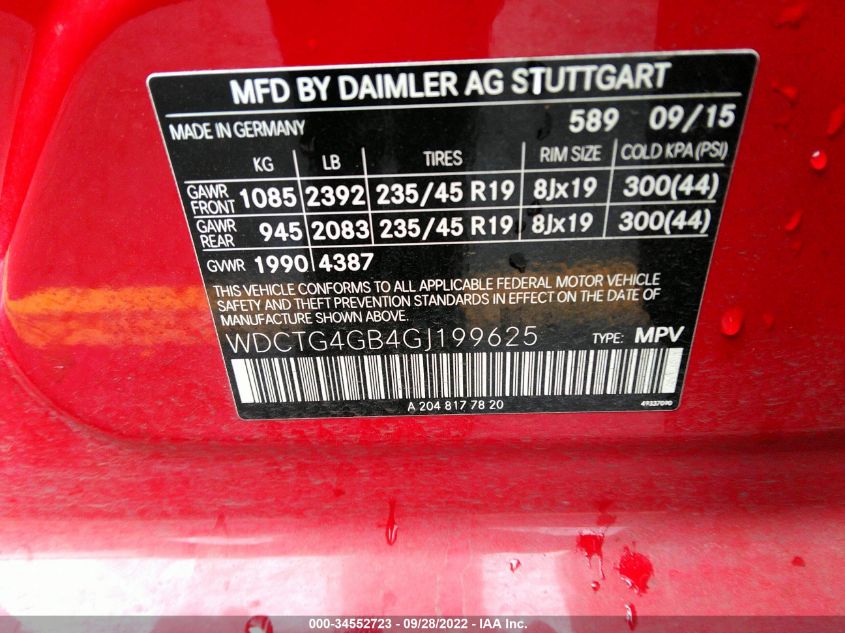 MFD BY DAIMLER AG STUTTGART
MADE IN GERMANY 589 09/15
KG LB TIRES RIM SIZE COLD KPA (PSI)
GAWR FRONT 1085 2392 235/45 R19 8Jx19 300(44)
GAWR REAR 945 2083 235/45 R19 8Jx19 300(44)
GVWR 1990 4387
THIS VEHICLE CONFORMS TO ALL APPLICABLE FEDERAL MOTOR VEHICLE
SAFETY AND THEFT PREVENTION STANDARDS IN EFFECT ON THE DATE OF
MANUFACTURE SHOWN ABOVE.
WDCTG4GB4GJ199625 TYPE: MPV
A 204 817 78 20 49337090
000-34552723 - 09/28/2022 - IAA Inc.